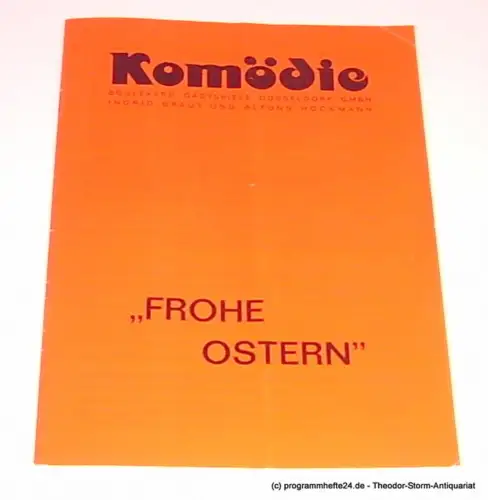 Komödie
BOULEVARD GASTSPIELE DÜSSELDORF GMBH
INGRID BRAUT UND ALFONS HÖCKMANN
„FROHE
OSTERN”
(c) programmhefte24.de - Theodor-Storm-Antiquariat